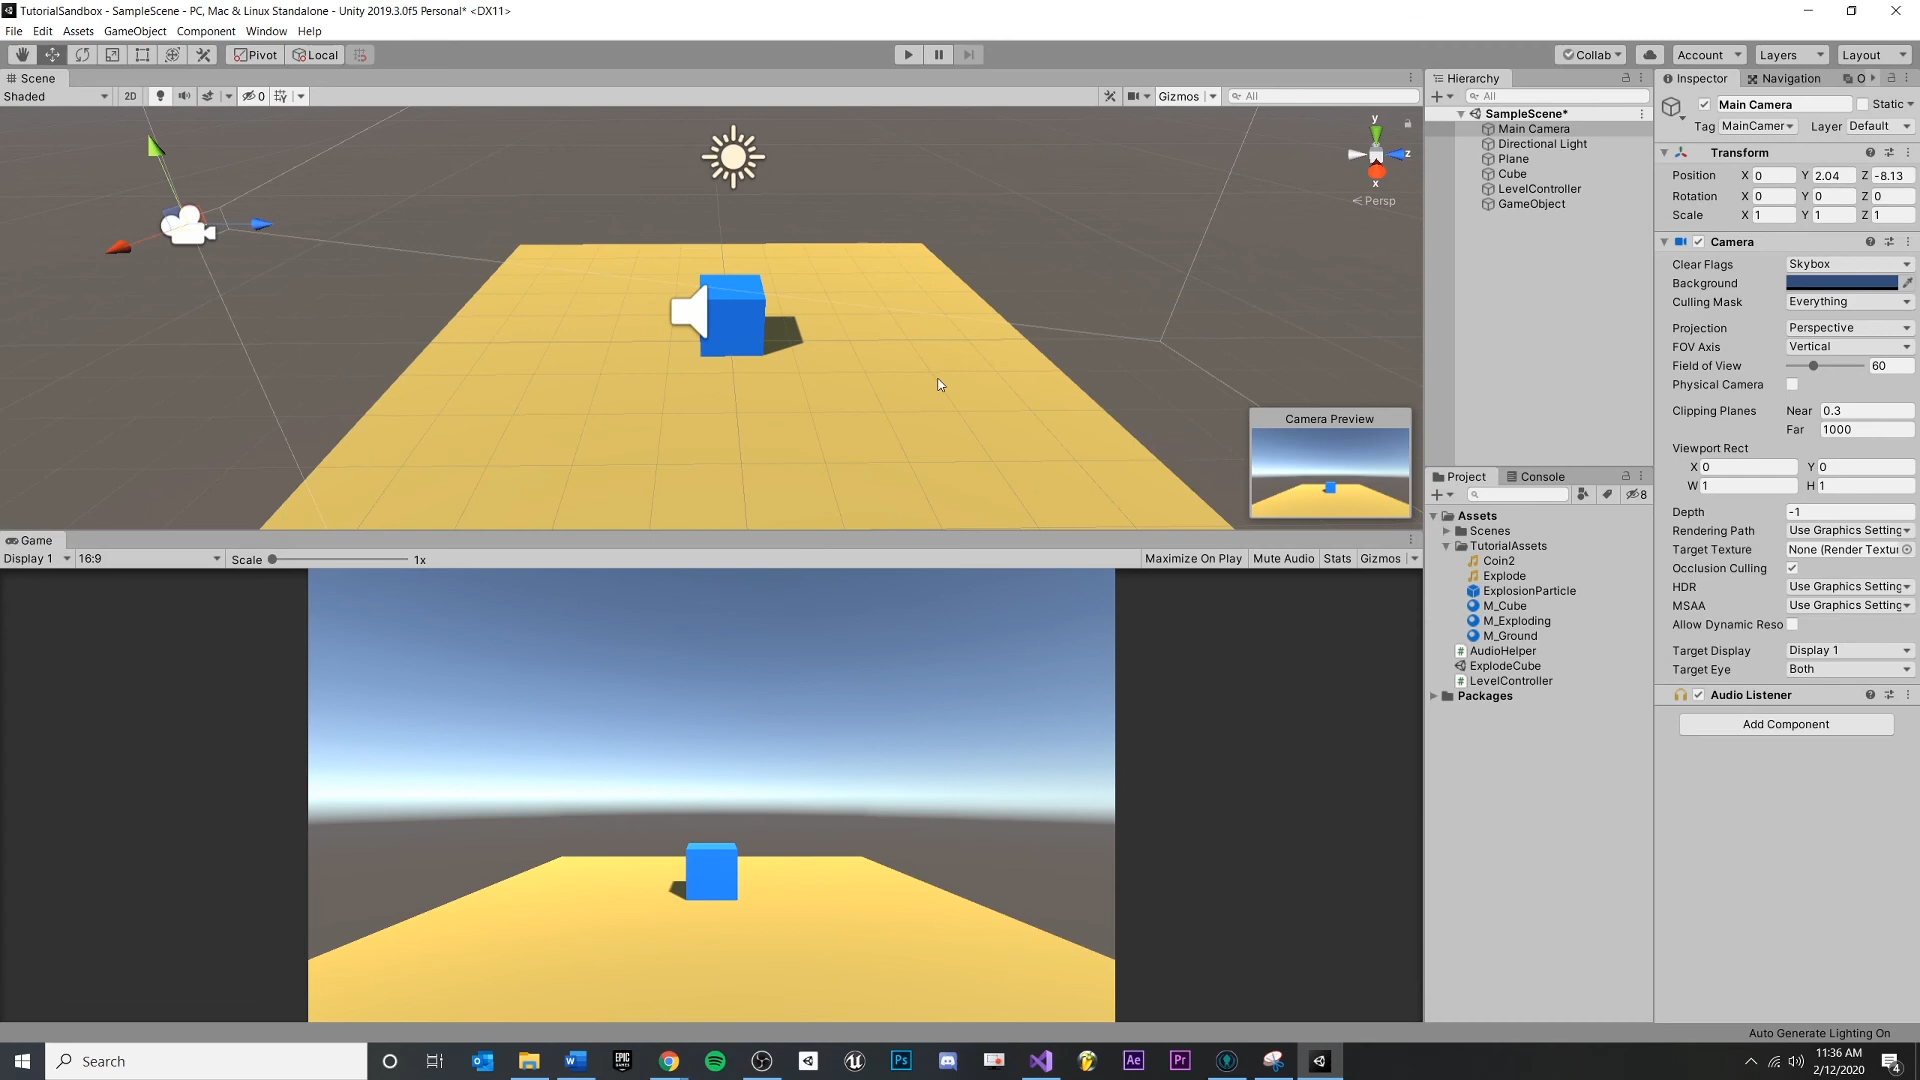 TutorialSandbox - SampleScene - PC, Mac & Linux Standalone - Unity 2019.3.0f5 Personal* <DX11>
File Edit Assets GameObject Component Window Help
Pivot Local Collab Account Layers Layout
Scene
Shaded 2D 0 Gizmos All
y
z
x
Persp
Camera Preview
Game
Display 1 16:9 Scale 1x Maximize On Play Mute Audio Stats Gizmos
Hierarchy
All
SampleScene*
Main Camera
Directional Light
Plane
Cube
LevelController
GameObject
Project Console
8
Assets
Scenes
TutorialAssets
Coin2
Explode
ExplosionParticle
M_Cube
M_Exploding
M_Ground
AudioHelper
ExplodeCube
LevelController
Packages
Inspector Navigation O
Main Camera Static
Tag MainCamer Layer Default
Transform
Position X 0 Y 2.04 Z -8.13
Rotation X 0 Y 0 Z 0
Scale X 1 Y 1 Z 1
Camera
Clear Flags Skybox
Background
Culling Mask Everything
Projection Perspective
FOV Axis Vertical
Field of View 60
Physical Camera
Clipping Planes Near 0.3
Far 1000
Viewport Rect
X 0 Y 0
W 1 H 1
Depth -1
Rendering Path Use Graphics Setting
Target Texture None (Render Textu
Occlusion Culling
HDR Use Graphics Setting
MSAA Use Graphics Setting
Allow Dynamic Reso
Target Display Display 1
Target Eye Both
Audio Listener
Add Component
Auto Generate Lighting On
Search
EPIC GAMES
Ps
Ae
Pr
11:36 AM
2/12/2020
4